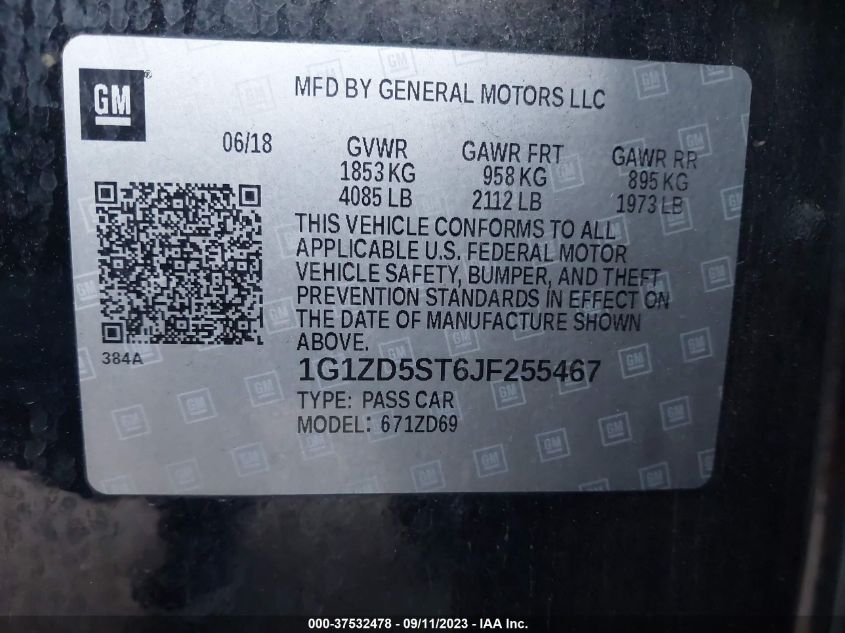 GM
MFD BY GENERAL MOTORS LLC
06/18
GVWR
1853 KG
4085 LB
GAWR FRT
958 KG
2112 LB
GAWR RR
895 KG
1973 LB
THIS VEHICLE CONFORMS TO ALL
APPLICABLE U.S. FEDERAL MOTOR
VEHICLE SAFETY, BUMPER, AND THEFT
PREVENTION STANDARDS IN EFFECT ON
THE DATE OF MANUFACTURE SHOWN
ABOVE.
384A
1G1ZD5ST6JF255467
TYPE: PASS CAR
MODEL: 671ZD69
000-37532478 - 09/11/2023 - IAA Inc.